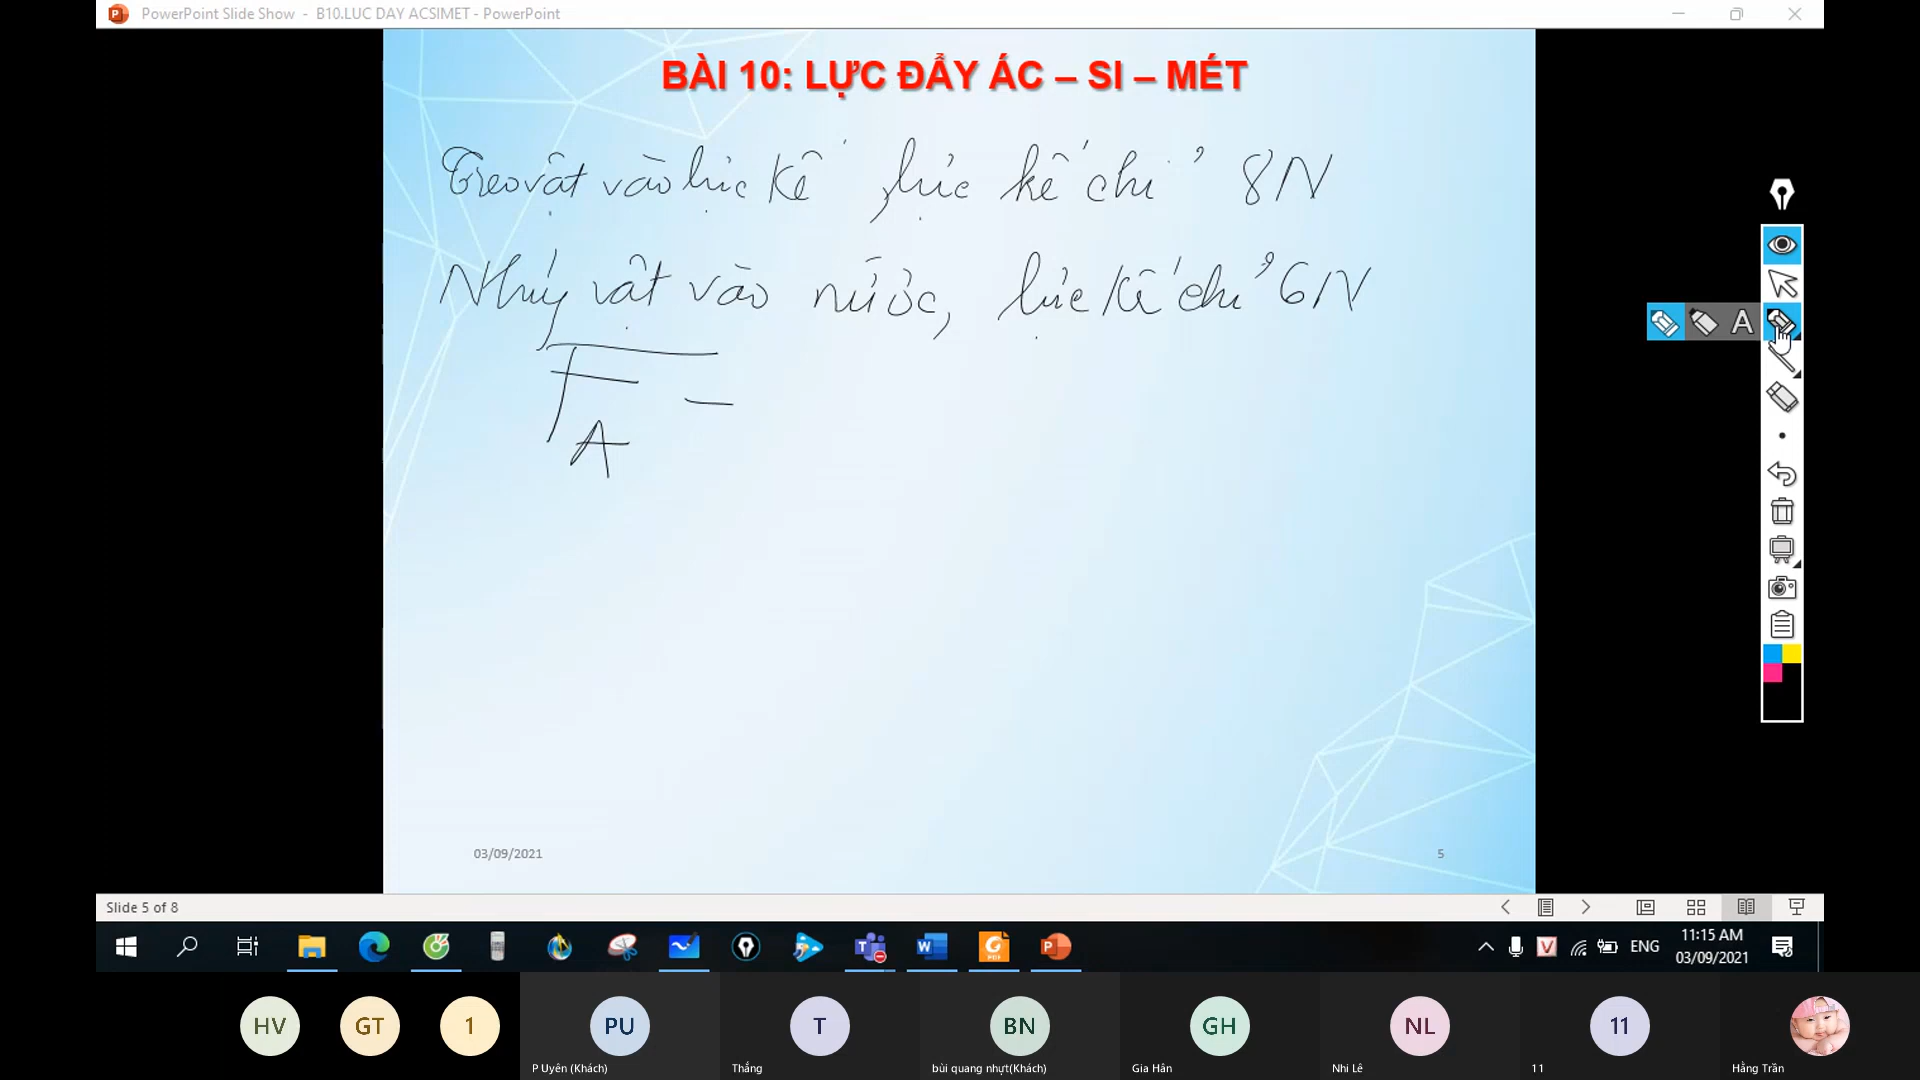 PowerPoint Slide Show - B10.LUC DAY ACSIMET - PowerPoint
BÀI 10: LỰC ĐẨY ÁC – SI – MÉT
Treo vật vào lực kế, lực kế chỉ 8N
Nhúng vật vào nước, lực kế chỉ 6N
F =
A
A
03/09/2021
5
Slide 5 of 8
ENG
11:15 AM
03/09/2021
HV
GT
1
PU
T
BN
GH
NL
11
P Uyên (Khách)
Thắng
bùi quang nhựt(Khách)
Gia Hân
Nhi Lê
11
Hằng Trần